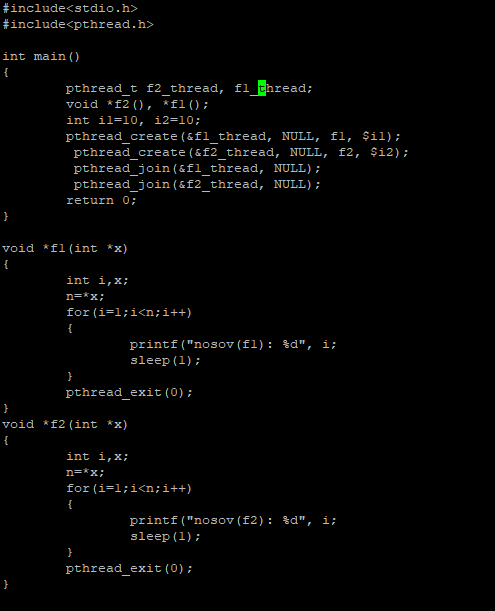 #include<stdio.h>
#include<pthread.h>

int main()
{
        pthread_t f2_thread, f1_thread;
        void *f2(), *f1();
        int i1=10, i2=10;
        pthread_create(&f1_thread, NULL, f1, $i1);
         pthread_create(&f2_thread, NULL, f2, $i2);
         pthread_join(&f1_thread, NULL);
         pthread_join(&f2_thread, NULL);
        return 0;
}

void *f1(int *x)
{
        int i,x;
        n=*x;
        for(i=1;i<n;i++)
        {
                printf("nosov(f1): %d", i;
                sleep(1);
        }
        pthread_exit(0);
}
void *f2(int *x)
{
        int i,x;
        n=*x;
        for(i=1;i<n;i++)
        {
                printf("nosov(f2): %d", i;
                sleep(1);
        }
        pthread_exit(0);
}